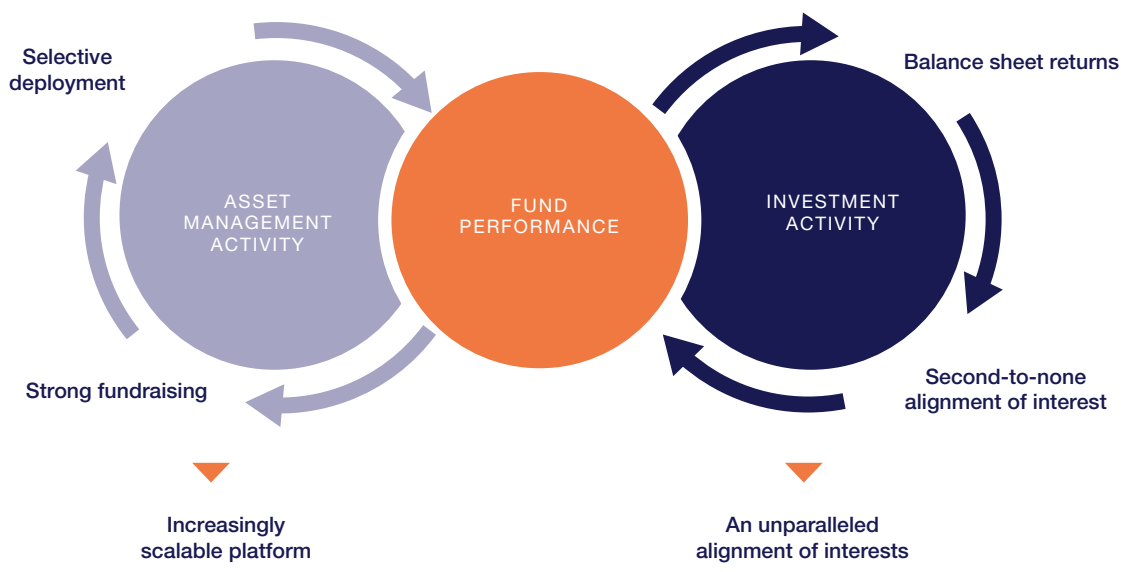 Selective
deployment
Balance sheet returns
ASSET
MANAGEMENT
ACTIVITY
FUND
PERFORMANCE
INVESTMENT
ACTIVITY
Strong fundraising
Second-to-none
alignment of interest
Increasingly
scalable platform
An unparalleled
alignment of interests